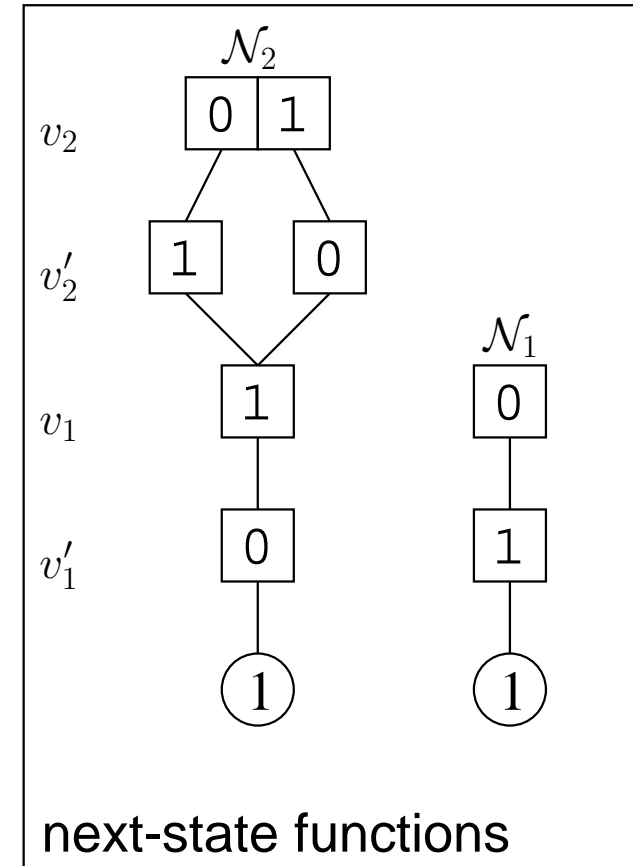 𝒩₂
v₂ 0 1
v₂′ 1 0
𝒩₁
v₁ 1 0
v₁′ 0 1
1 1
next-state functions